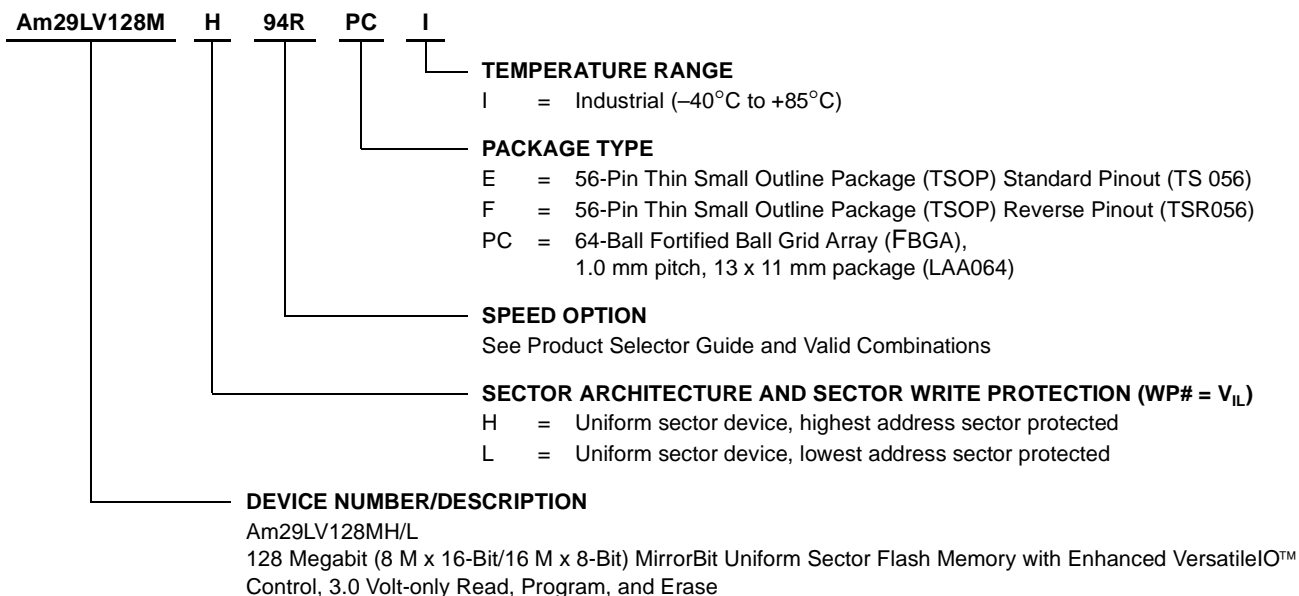 Am29LV128M H 94R PC I
TEMPERATURE RANGE
I = Industrial (–40°C to +85°C)
PACKAGE TYPE
E = 56-Pin Thin Small Outline Package (TSOP) Standard Pinout (TS 056)
F = 56-Pin Thin Small Outline Package (TSOP) Reverse Pinout (TSR056)
PC = 64-Ball Fortified Ball Grid Array (FBGA),
1.0 mm pitch, 13 x 11 mm package (LAA064)
SPEED OPTION
See Product Selector Guide and Valid Combinations
SECTOR ARCHITECTURE AND SECTOR WRITE PROTECTION (WP# = VIL)
H = Uniform sector device, highest address sector protected
L = Uniform sector device, lowest address sector protected
DEVICE NUMBER/DESCRIPTION
Am29LV128MH/L
128 Megabit (8 M x 16-Bit/16 M x 8-Bit) MirrorBit Uniform Sector Flash Memory with Enhanced VersatileIO™
Control, 3.0 Volt-only Read, Program, and Erase